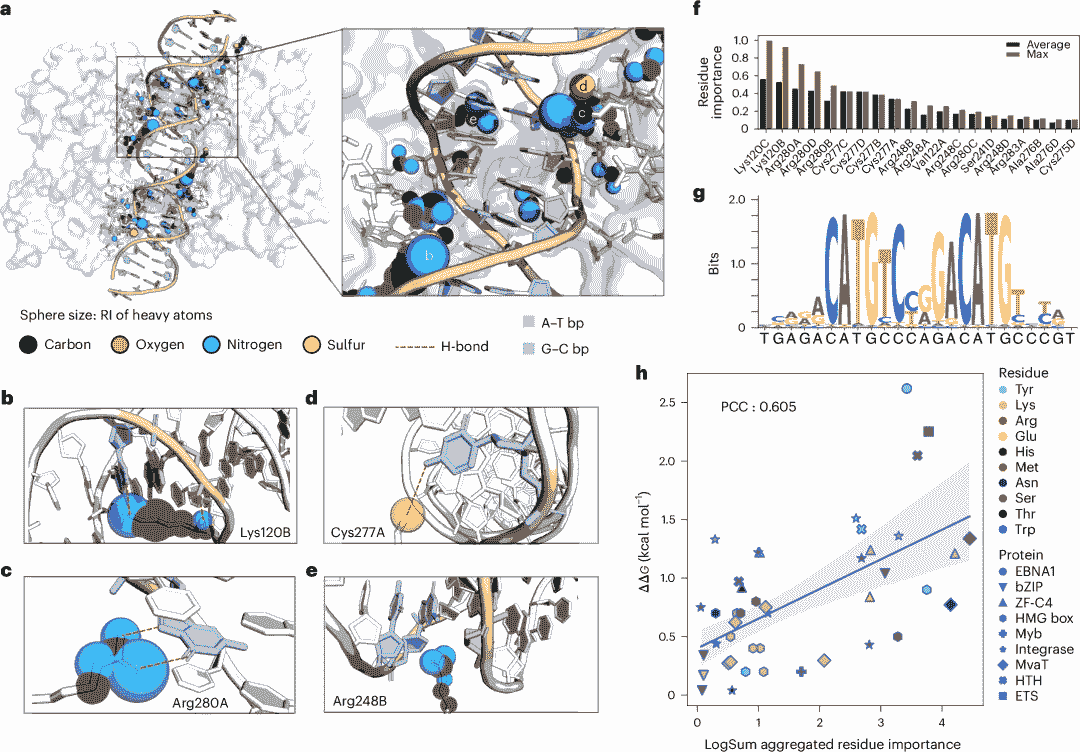 a
b
d
c
e
Sphere size: RI of heavy atoms
Carbon
Oxygen
Nitrogen
Sulfur
H-bond
A–T bp
G–C bp
b
Lys120B
c
Arg280A
d
Cys277A
e
Arg248B
f
Residue
importance
1.0
0.8
0.6
0.4
0.2
0
Average
Max
Lys120C
Lys120B
Arg280A
Arg280D
Arg280B
Cys277C
Cys277D
Cys277B
Cys277A
Arg248B
Arg248A
Val122A
Arg248C
Arg280C
Ser241D
Arg248D
Arg283A
Ala276B
Ala276D
Cys275D
g
Bits
2.0
1.0
0
TGAGACATGCCCAGACATGCCCGT
h
ΔΔG (kcal mol⁻¹)
2.5
2.0
1.5
1.0
0.5
0
PCC : 0.605
0
1
2
3
4
LogSum aggregated residue importance
Residue
Tyr
Lys
Arg
Glu
His
Met
Asn
Ser
Thr
Trp
Protein
EBNA1
bZIP
ZF-C4
HMG box
Myb
Integrase
MvaT
HTH
ETS